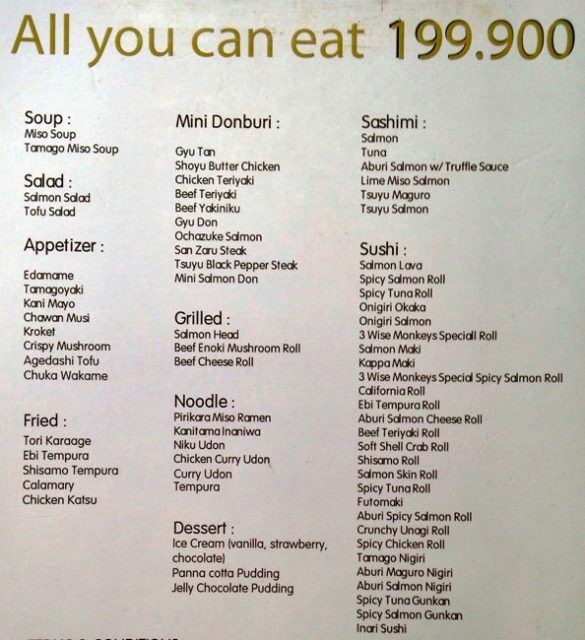 All you can eat 199.900
Soup :
Miso Soup
Tamago Miso Soup
Salad :
Salmon Salad
Tofu Salad
Appetizer :
Edamame
Tamagoyaki
Kani Mayo
Chawan Musi
Kroket
Crispy Mushroom
Agedashi Tofu
Chuka Wakame
Fried :
Tori Karaage
Ebi Tempura
Shisamo Tempura
Calamary
Chicken Katsu
Mini Donburi :
Gyu Tan
Shoyu Butter Chicken
Chicken Teriyaki
Beef Teriyaki
Beef Yakiniku
Gyu Don
Ochazuke Salmon
San Zaru Steak
Tsuyu Black Pepper Steak
Mini Salmon Don
Grilled :
Salmon Head
Beef Enoki Mushroom Roll
Beef Cheese Roll
Noodle :
Pirikara Miso Ramen
Kanitama Inaniwa
Niku Udon
Chicken Curry Udon
Curry Udon
Tempura
Dessert :
Ice Cream (vanilla, strawberry,
chocolate)
Panna cotta Pudding
Jelly Chocolate Pudding
Sashimi :
Salmon
Tuna
Aburi Salmon w/ Truffle Sauce
Lime Miso Salmon
Tsuyu Maguro
Tsuyu Salmon
Sushi :
Salmon Lava
Spicy Salmon Roll
Spicy Tuna Roll
Onigiri Okaka
Onigiri Salmon
3 Wise Monkeys Speciall Roll
Salmon Maki
Kappa Maki
3 Wise Monkeys Special Spicy Salmon Roll
California Roll
Ebi Tempura Roll
Aburi Salmon Cheese Roll
Beef Teriyaki Roll
Soft Shell Crab Roll
Shisamo Roll
Salmon Skin Roll
Spicy Tuna Roll
Futomaki
Aburi Spicy Salmon Roll
Crunchy Unagi Roll
Spicy Chicken Roll
Tamago Nigiri
Aburi Maguro Nigiri
Aburi Salmon Nigiri
Spicy Tuna Gunkan
Spicy Salmon Gunkan
Inari Sushi